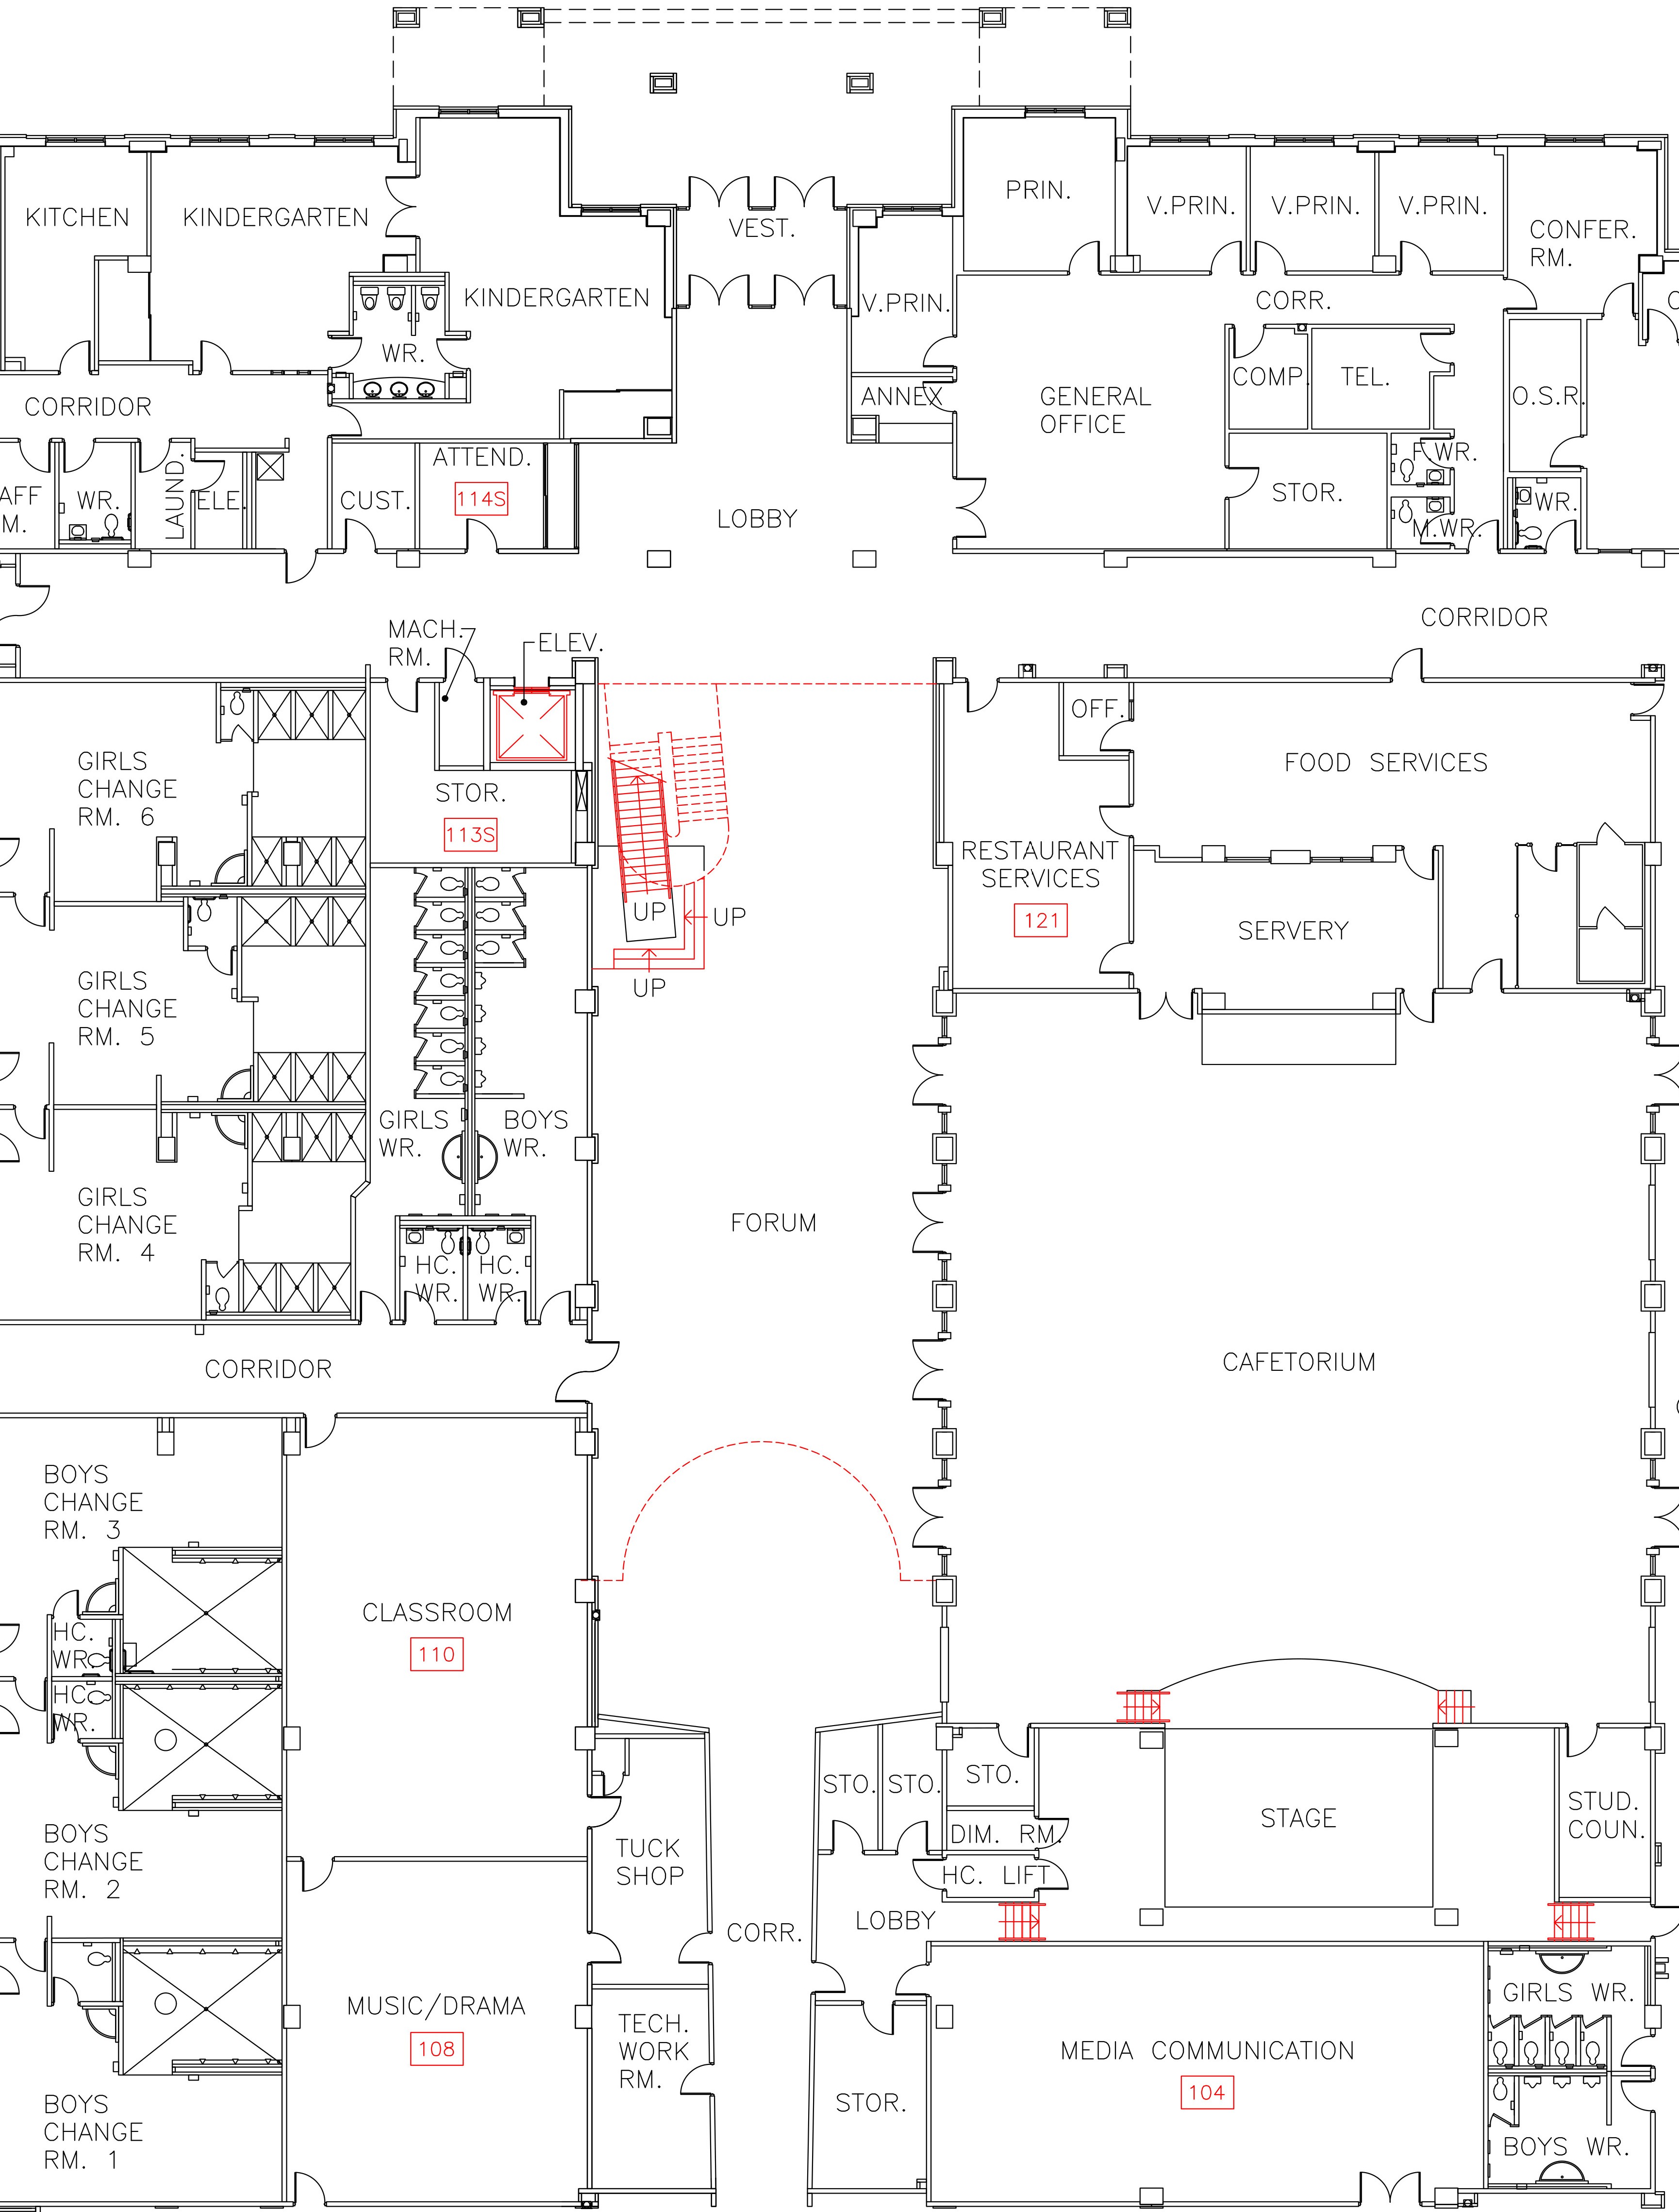 PRIN.
V.PRIN.
V.PRIN.
V.PRIN.
KITCHEN
KINDERGARTEN
VEST.
CONFER.
RM.
KINDERGARTEN
V.PRIN.
CORR.
WR.
COMP.
TEL.
CORRIDOR
ANNEX
GENERAL
OFFICE
O.S.R.
ATTEND.
114S
F.WR.
WR.
LAUND.
ELE.
CUST.
LOBBY
STOR.
M.WR.
WR.
CORRIDOR
MACH.
RM.
ELEV.
OFF.
GIRLS
CHANGE
RM. 6
STOR.
113S
FOOD SERVICES
RESTAURANT
SERVICES
121
UP
UP
UP
SERVERY
GIRLS
CHANGE
RM. 5
GIRLS
WR.
BOYS
WR.
GIRLS
CHANGE
RM. 4
FORUM
HC.
WR.
HC.
WR.
CORRIDOR
CAFETORIUM
BOYS
CHANGE
RM. 3
CLASSROOM
110
HC.
WR.
HC.
WR.
STO.
STO.
STO.
STAGE
STUD.
COUN.
BOYS
CHANGE
RM. 2
TUCK
SHOP
DIM. RM.
HC. LIFT
CORR.
LOBBY
MUSIC/DRAMA
108
TECH.
WORK
RM.
STOR.
MEDIA COMMUNICATION
104
GIRLS WR.
BOYS WR.
BOYS
CHANGE
RM. 1